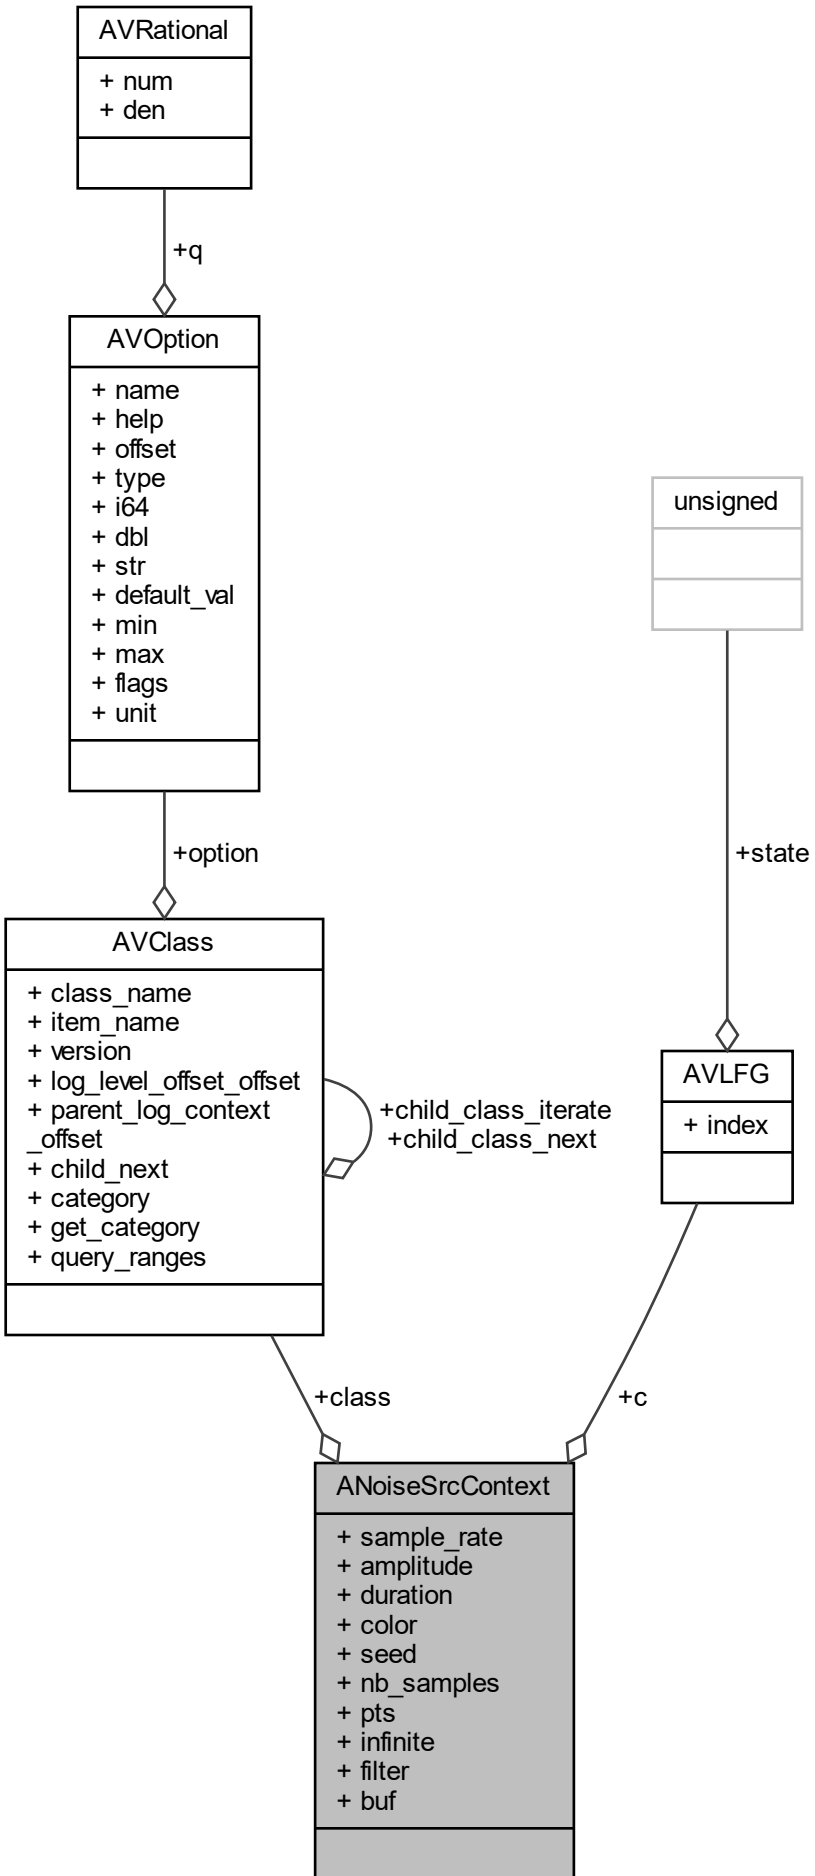 AVRational
+ num
+ den
+q
AVOption
+ name
+ help
+ offset
+ type
+ i64
+ dbl
+ str
+ default_val
+ min
+ max
+ flags
+ unit
unsigned
+option
+state
AVClass
+ class_name
+ item_name
+ version
+ log_level_offset_offset
+ parent_log_context
_offset
+ child_next
+ category
+ get_category
+ query_ranges
+child_class_iterate
+child_class_next
AVLFG
+ index
+class
+c
ANoiseSrcContext
+ sample_rate
+ amplitude
+ duration
+ color
+ seed
+ nb_samples
+ pts
+ infinite
+ filter
+ buf